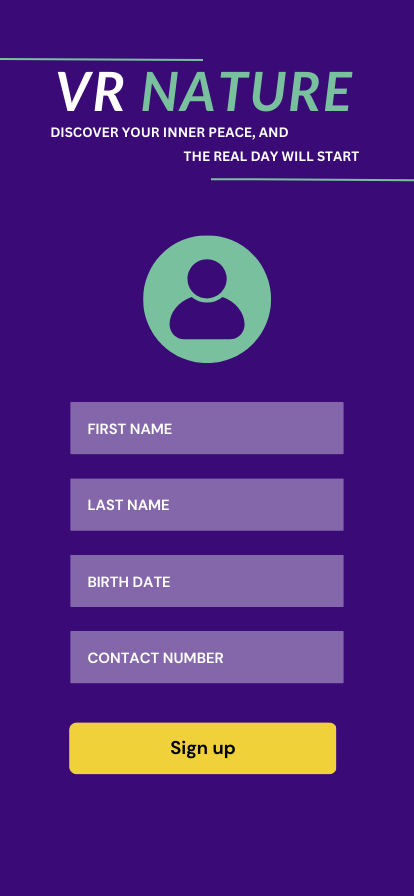 VR NATURE
DISCOVER YOUR INNER PEACE, AND
THE REAL DAY WILL START
FIRST NAME
LAST NAME
BIRTH DATE
CONTACT NUMBER
Sign up